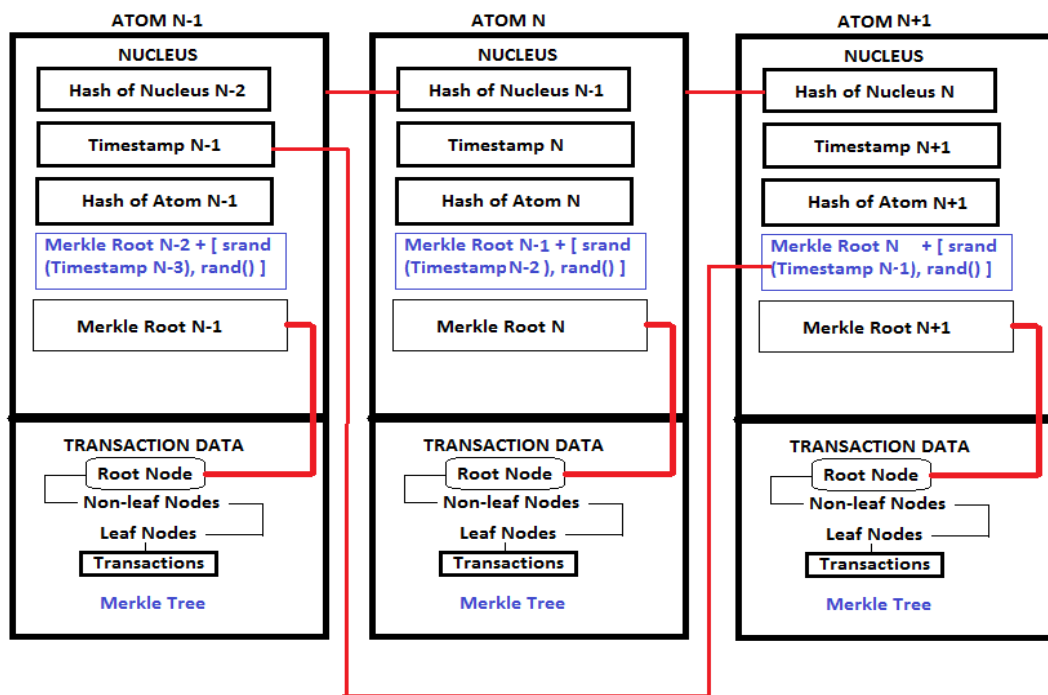 ATOM N-1
NUCLEUS
Hash of Nucleus N-2
Timestamp N-1
Hash of Atom N-1
Merkle Root N-2 + [ srand
(Timestamp N-3), rand() ]
Merkle Root N-1
TRANSACTION DATA
Root Node
Non-leaf Nodes
Leaf Nodes
Transactions
Merkle Tree
ATOM N
NUCLEUS
Hash of Nucleus N-1
Timestamp N
Hash of Atom N
Merkle Root N-1 + [ srand
(Timestamp N-2 ), rand() ]
Merkle Root N
TRANSACTION DATA
Root Node
Non-leaf Nodes
Leaf Nodes
Transactions
Merkle Tree
ATOM N+1
NUCLEUS
Hash of Nucleus N
Timestamp N+1
Hash of Atom N+1
Merkle Root N + [ srand
(Timestamp N-1), rand() ]
Merkle Root N+1
TRANSACTION DATA
Root Node
Non-leaf Nodes
Leaf Nodes
Transactions
Merkle Tree